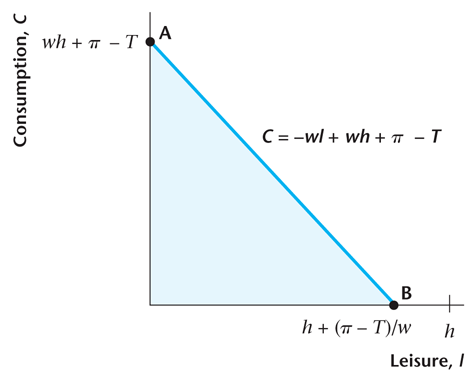 Consumption, C
wh + π – T
A
C = –wl + wh + π – T
B
h + (π – T)/w
h
Leisure, l